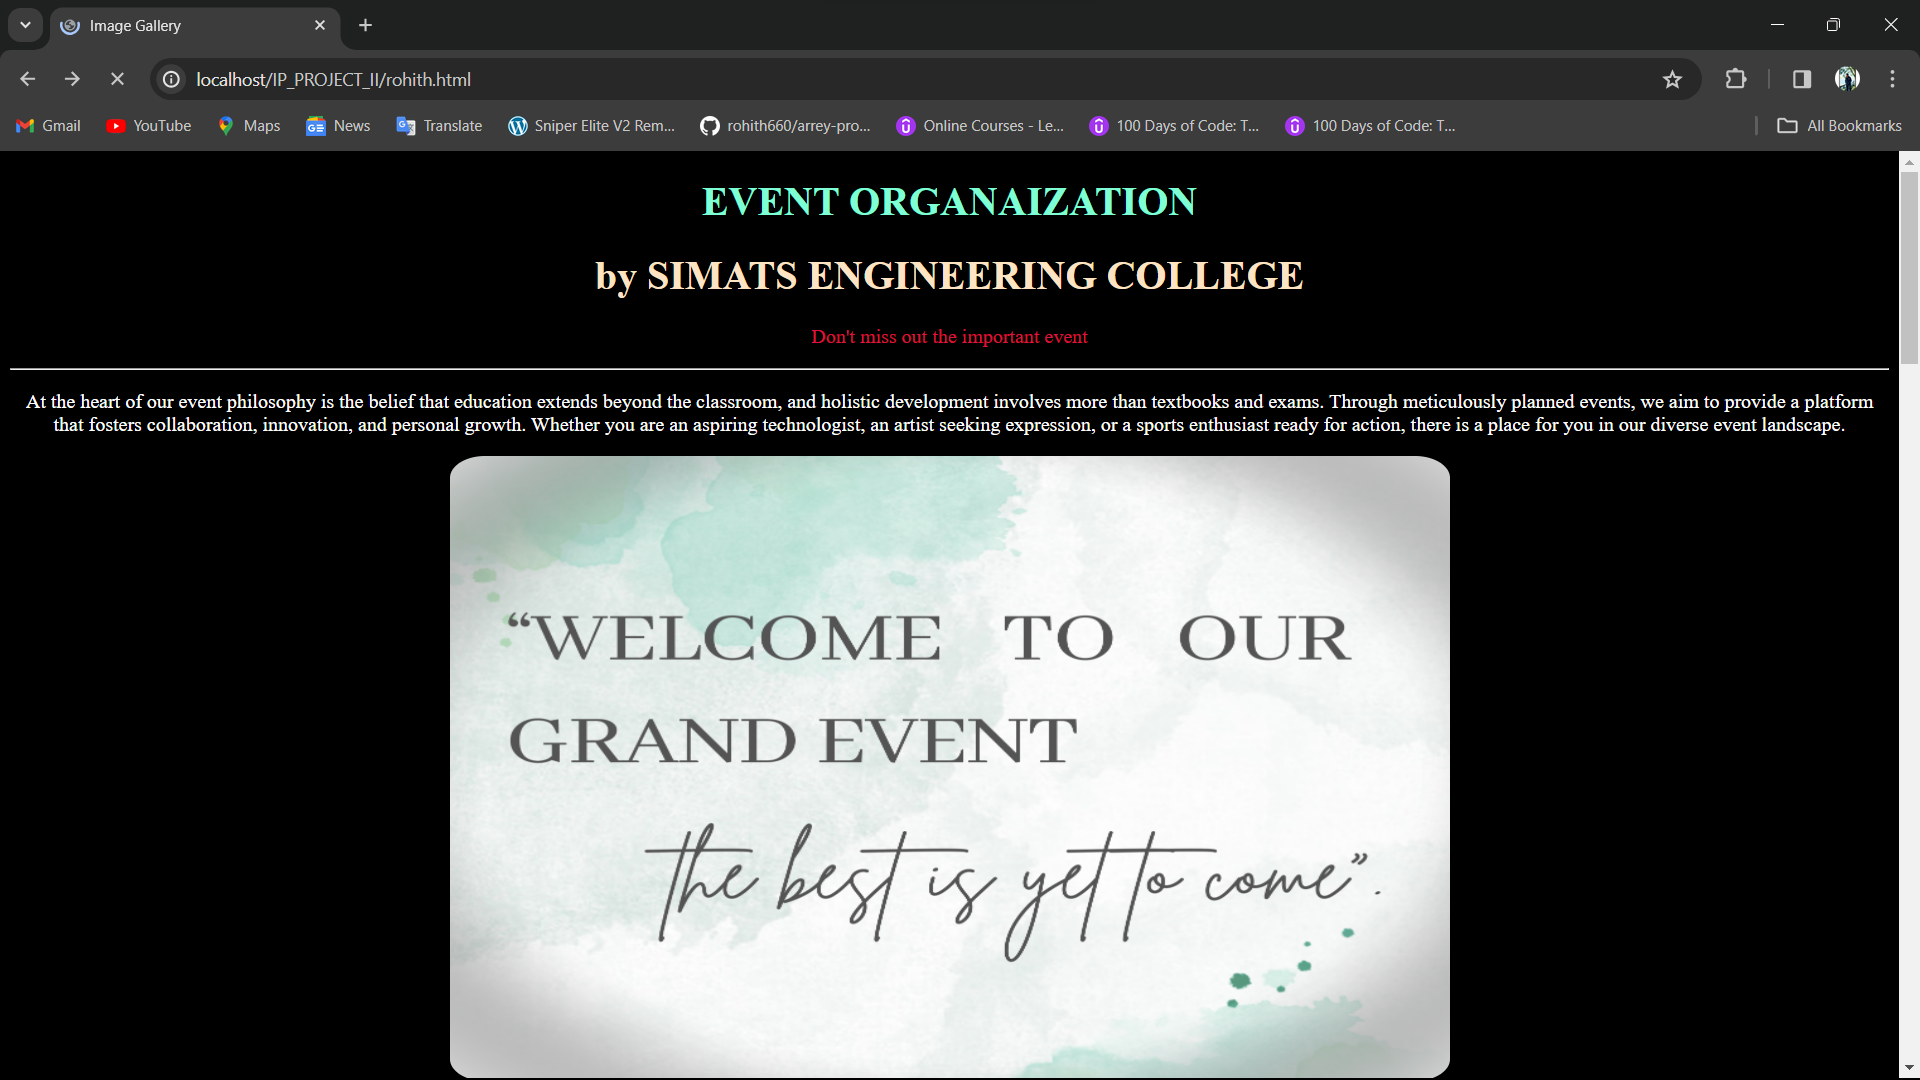 Image Gallery
localhost/IP_PROJECT_II/rohith.html
Gmail YouTube Maps News Translate Sniper Elite V2 Rem... rohith660/arrey-pro... Online Courses - Le... 100 Days of Code: T... 100 Days of Code: T... All Bookmarks
EVENT ORGANAIZATION
by SIMATS ENGINEERING COLLEGE
Don't miss out the important event
At the heart of our event philosophy is the belief that education extends beyond the classroom, and holistic development involves more than textbooks and exams. Through meticulously planned events, we aim to provide a platform
that fosters collaboration, innovation, and personal growth. Whether you are an aspiring technologist, an artist seeking expression, or a sports enthusiast ready for action, there is a place for you in our diverse event landscape.
“WELCOME TO OUR
GRAND EVENT
the best is yet to come”.